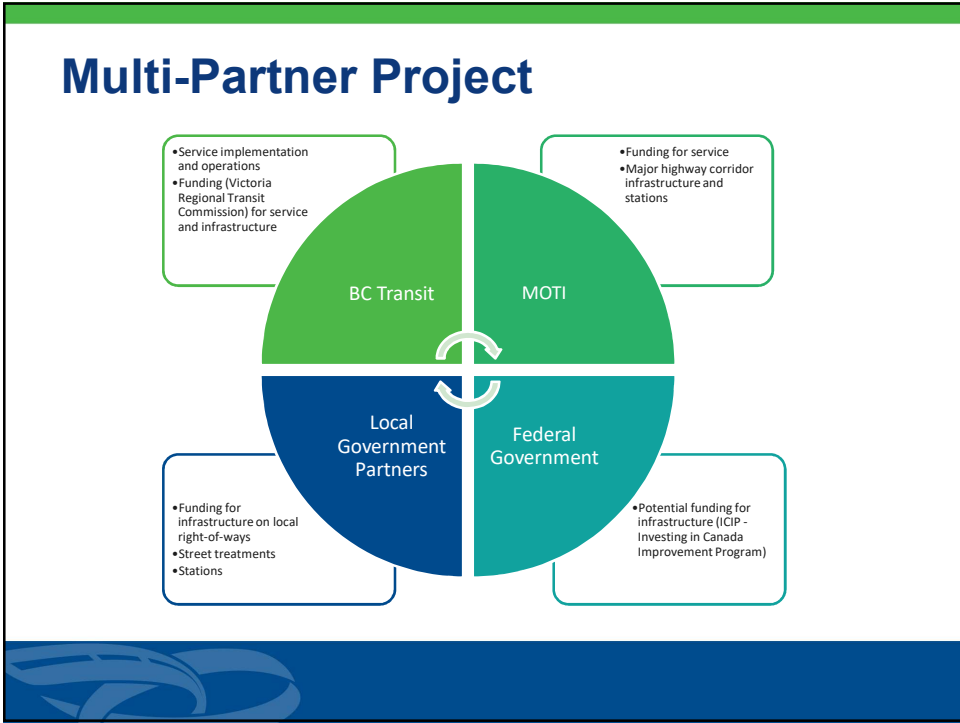 Multi-Partner Project
•Service implementation
and operations
•Funding (Victoria
Regional Transit
Commission) for service
and infrastructure
•Funding for service
•Major highway corridor
infrastructure and
stations
BC Transit
MOTI
Local
Government
Partners
Federal
Government
•Funding for
infrastructure on local
right-of-ways
•Street treatments
•Stations
•Potential funding for
infrastructure (ICIP -
Investing in Canada
Improvement Program)